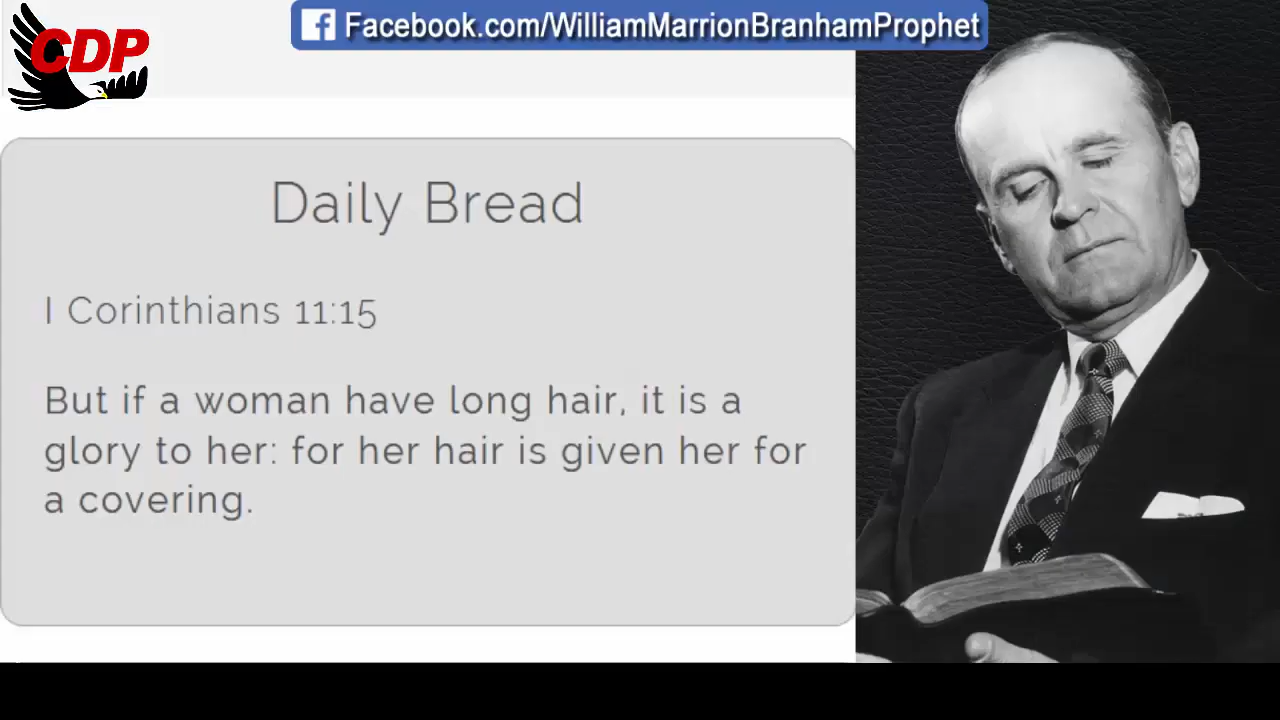 CDP
Facebook.com/WilliamMarrionBranhamProphet
Daily Bread
I Corinthians 11:15
But if a woman have long hair, it is a
glory to her: for her hair is given her for
a covering.